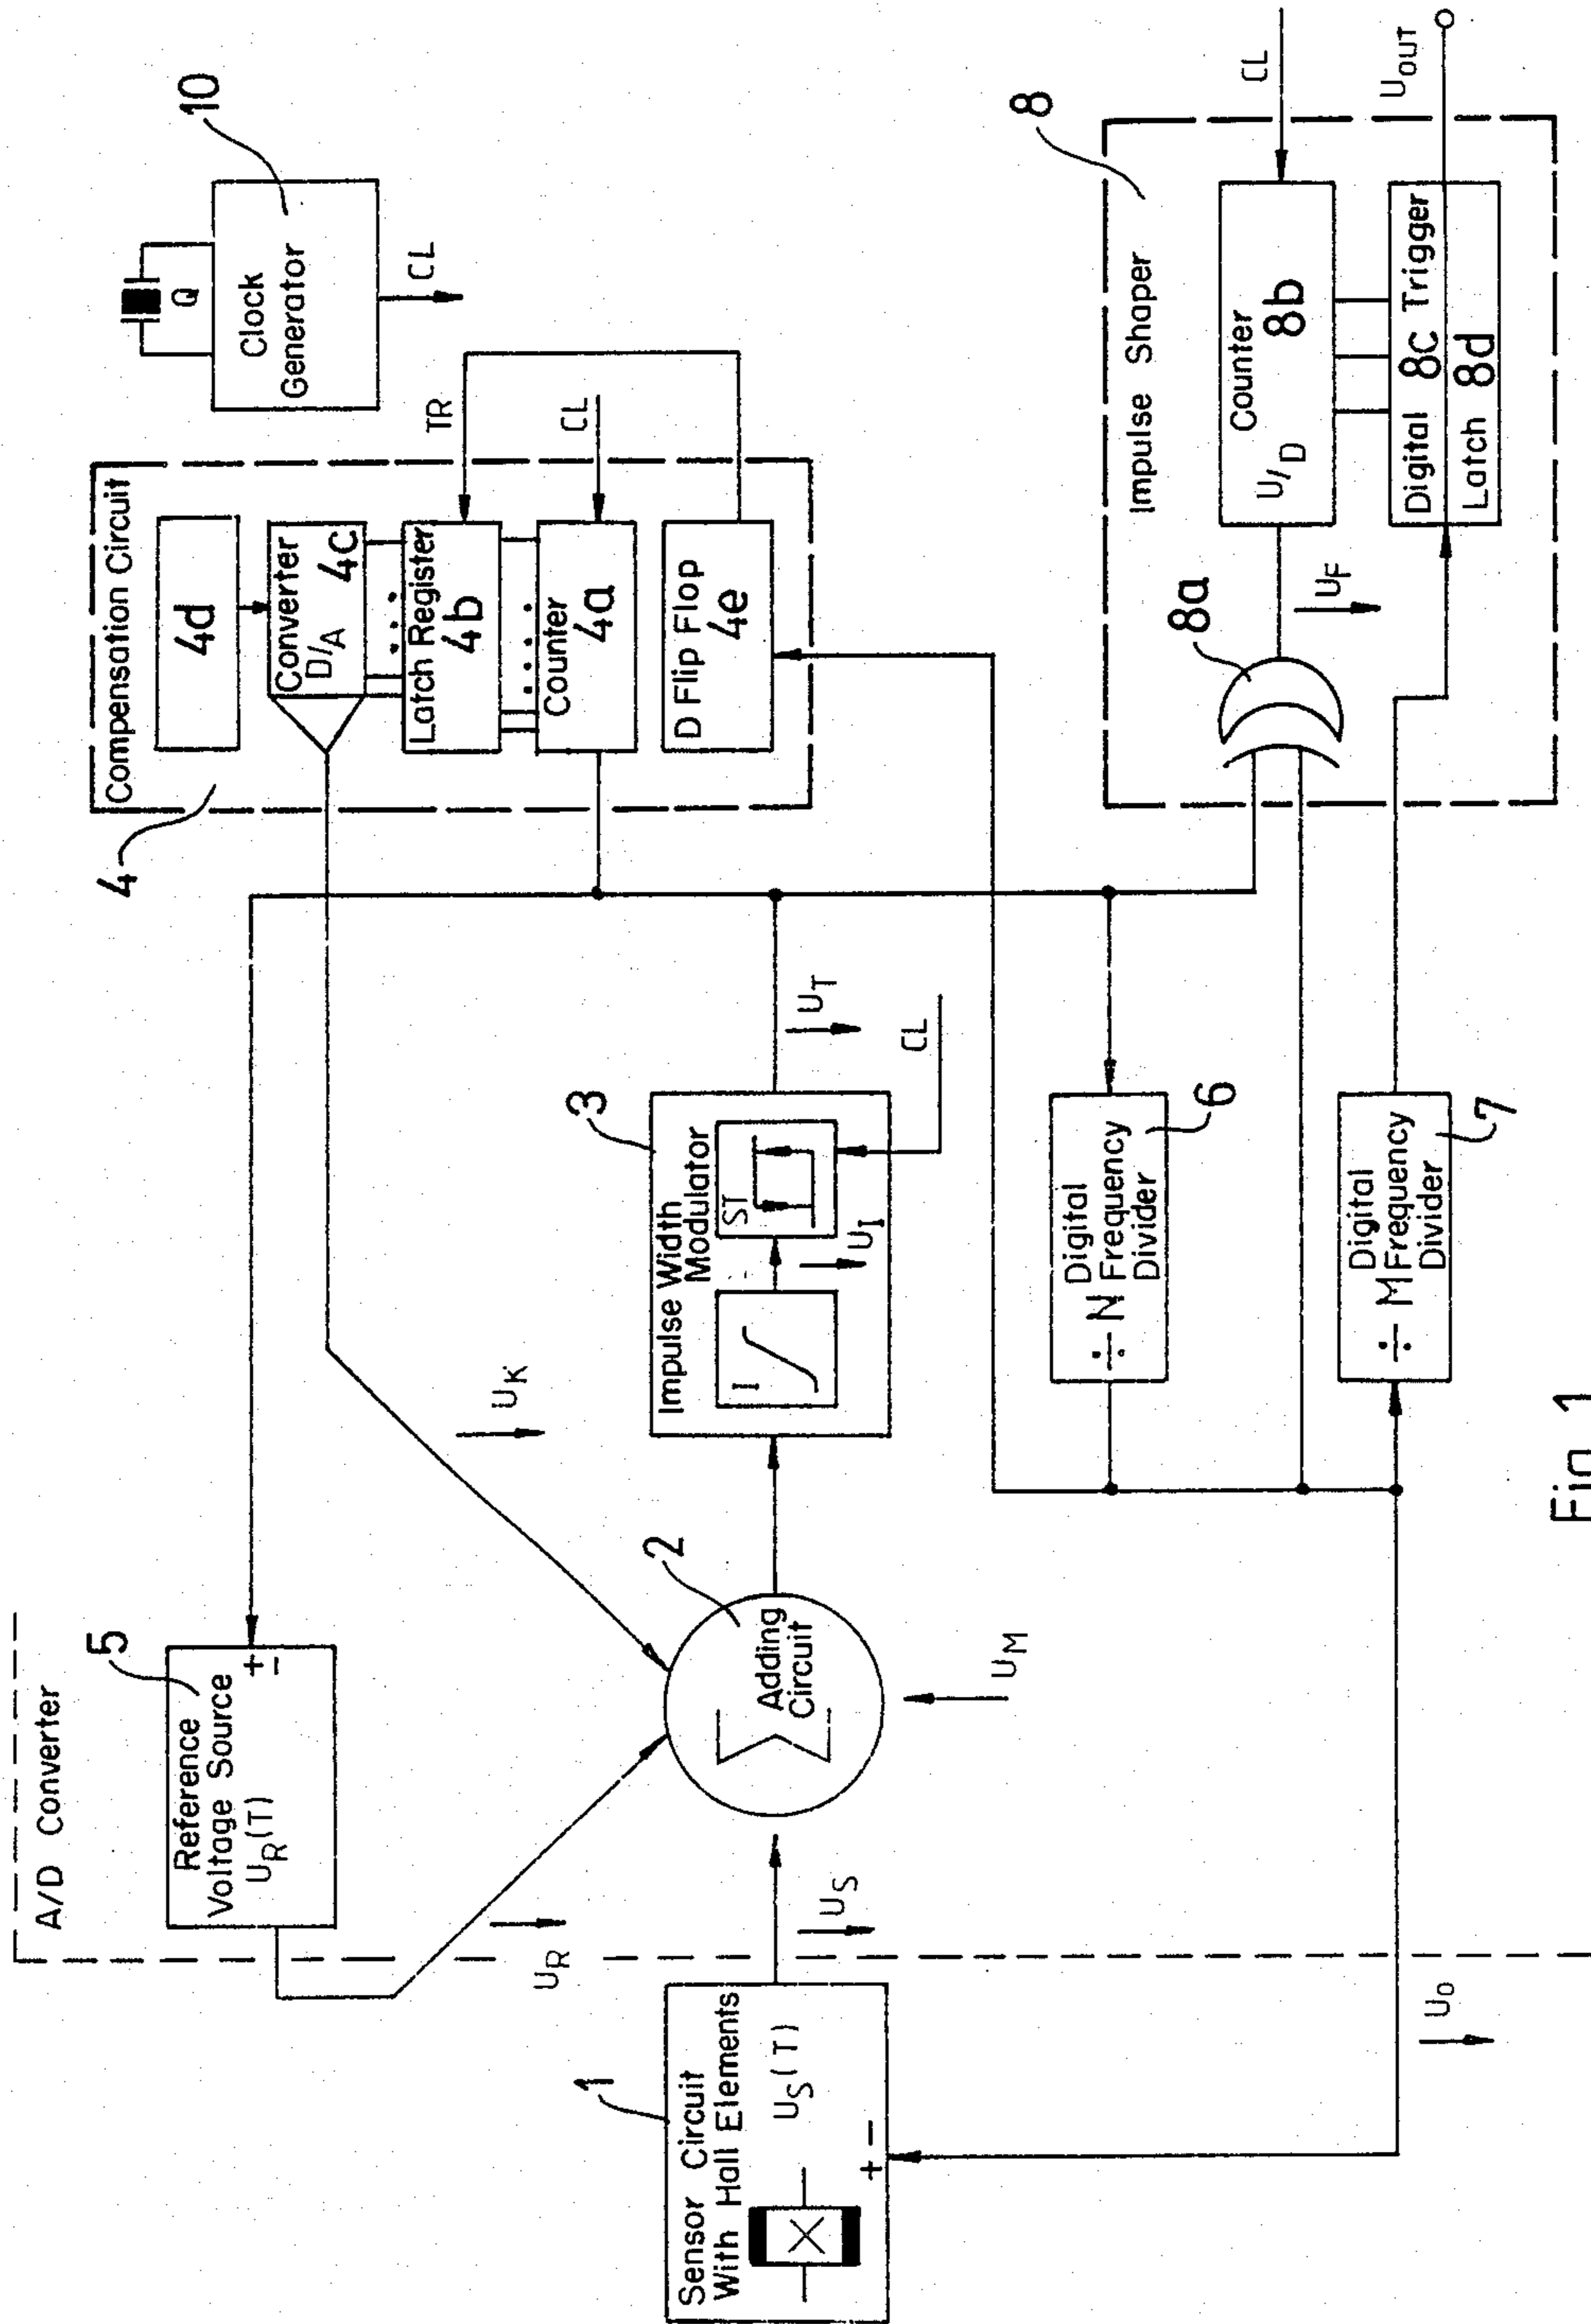 A/D Converter
5
Reference
Voltage Source
U_R(T)
+
-
U_R
U_K
4
Compensation Circuit
4d
Converter
D/A
4c
Latch Register
4b
Counter
4a
D Flip Flop
4e
TR
CL
Q
Clock
Generator
10
CL
1
Sensor Circuit
With Hall Elements
U_S(T)
+ -
U_S
2
Adding
Circuit
Σ
U_M
3
Impulse Width
Modulator
I
ST
U_I
CL
U_T
Digital
÷ N Frequency
Divider
6
Digital
÷ M Frequency
Divider
7
U_0
8
Impulse Shaper
8a
U_F
Counter
U/D
8b
CL
Digital 8c Trigger
Latch 8d
U_OUT
Fig. 1